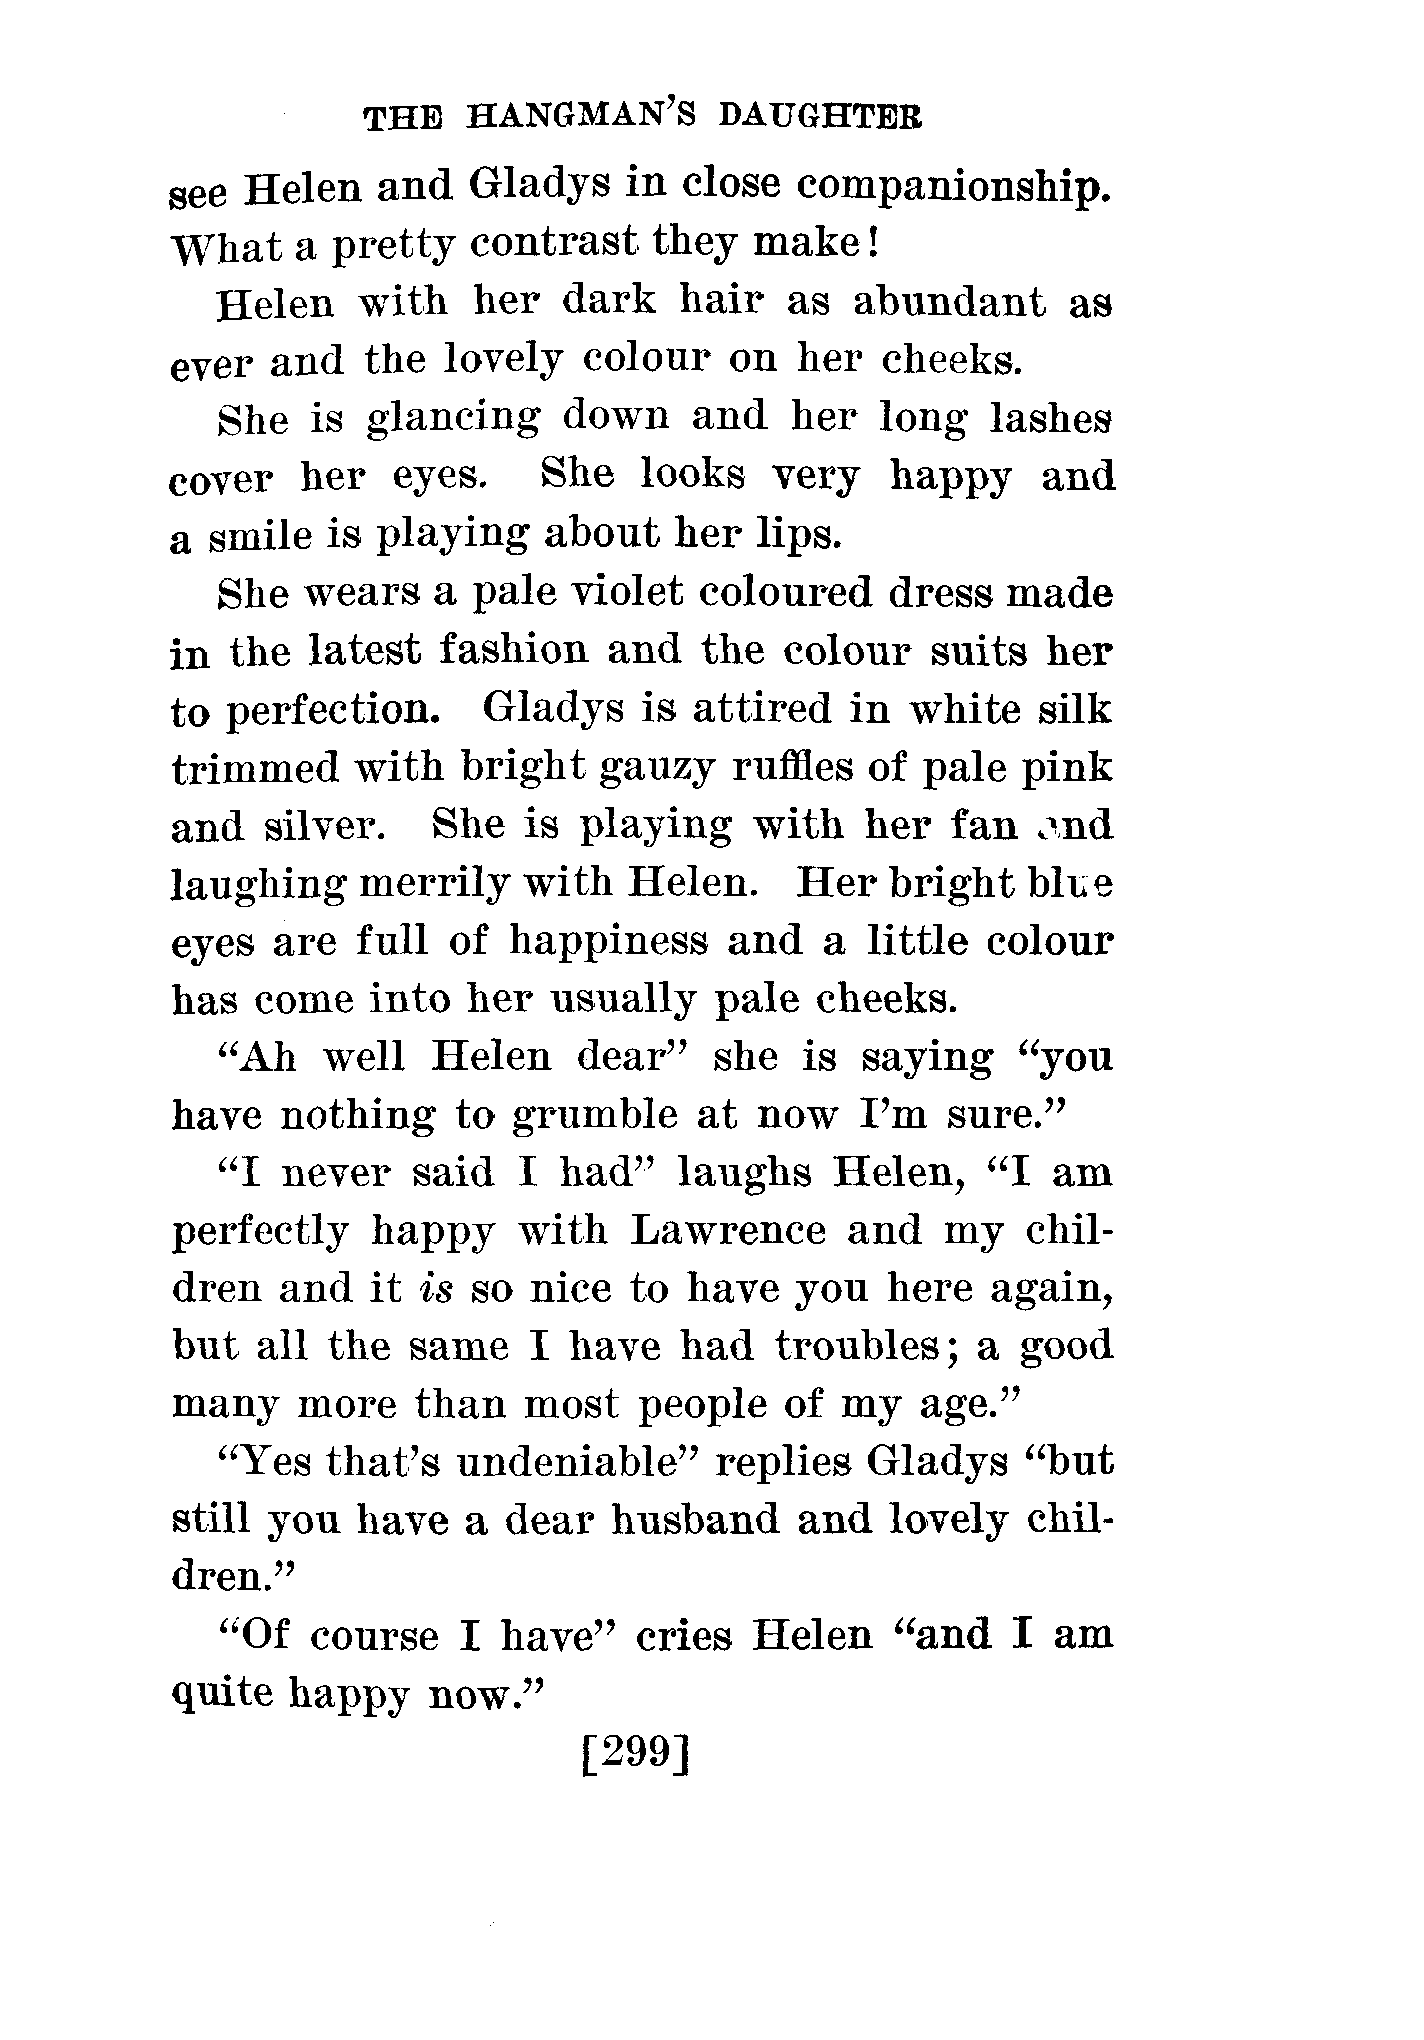 THE HANGMAN'S DAUGHTER
see Helen and Gladys in close companionship.
What a pretty contrast they make!
Helen with her dark hair as abundant as
ever and the lovely colour on her cheeks.
She is glancing down and her long lashes
cover her eyes. She looks very happy and
a smile is playing about her lips.
She wears a pale violet coloured dress made
in the latest fashion and the colour suits her
to perfection. Gladys is attired in white silk
trimmed with bright gauzy ruffles of pale pink
and silver. She is playing with her fan and
laughing merrily with Helen. Her bright blue
eyes are full of happiness and a little colour
has come into her usually pale cheeks.
“Ah well Helen dear” she is saying “you
have nothing to grumble at now I’m sure.”
“I never said I had” laughs Helen, “I am
perfectly happy with Lawrence and my chil-
dren and it is so nice to have you here again,
but all the same I have had troubles; a good
many more than most people of my age.”
“Yes that’s undeniable” replies Gladys “but
still you have a dear husband and lovely chil-
dren.”
“Of course I have” cries Helen “and I am
quite happy now.”
[299]